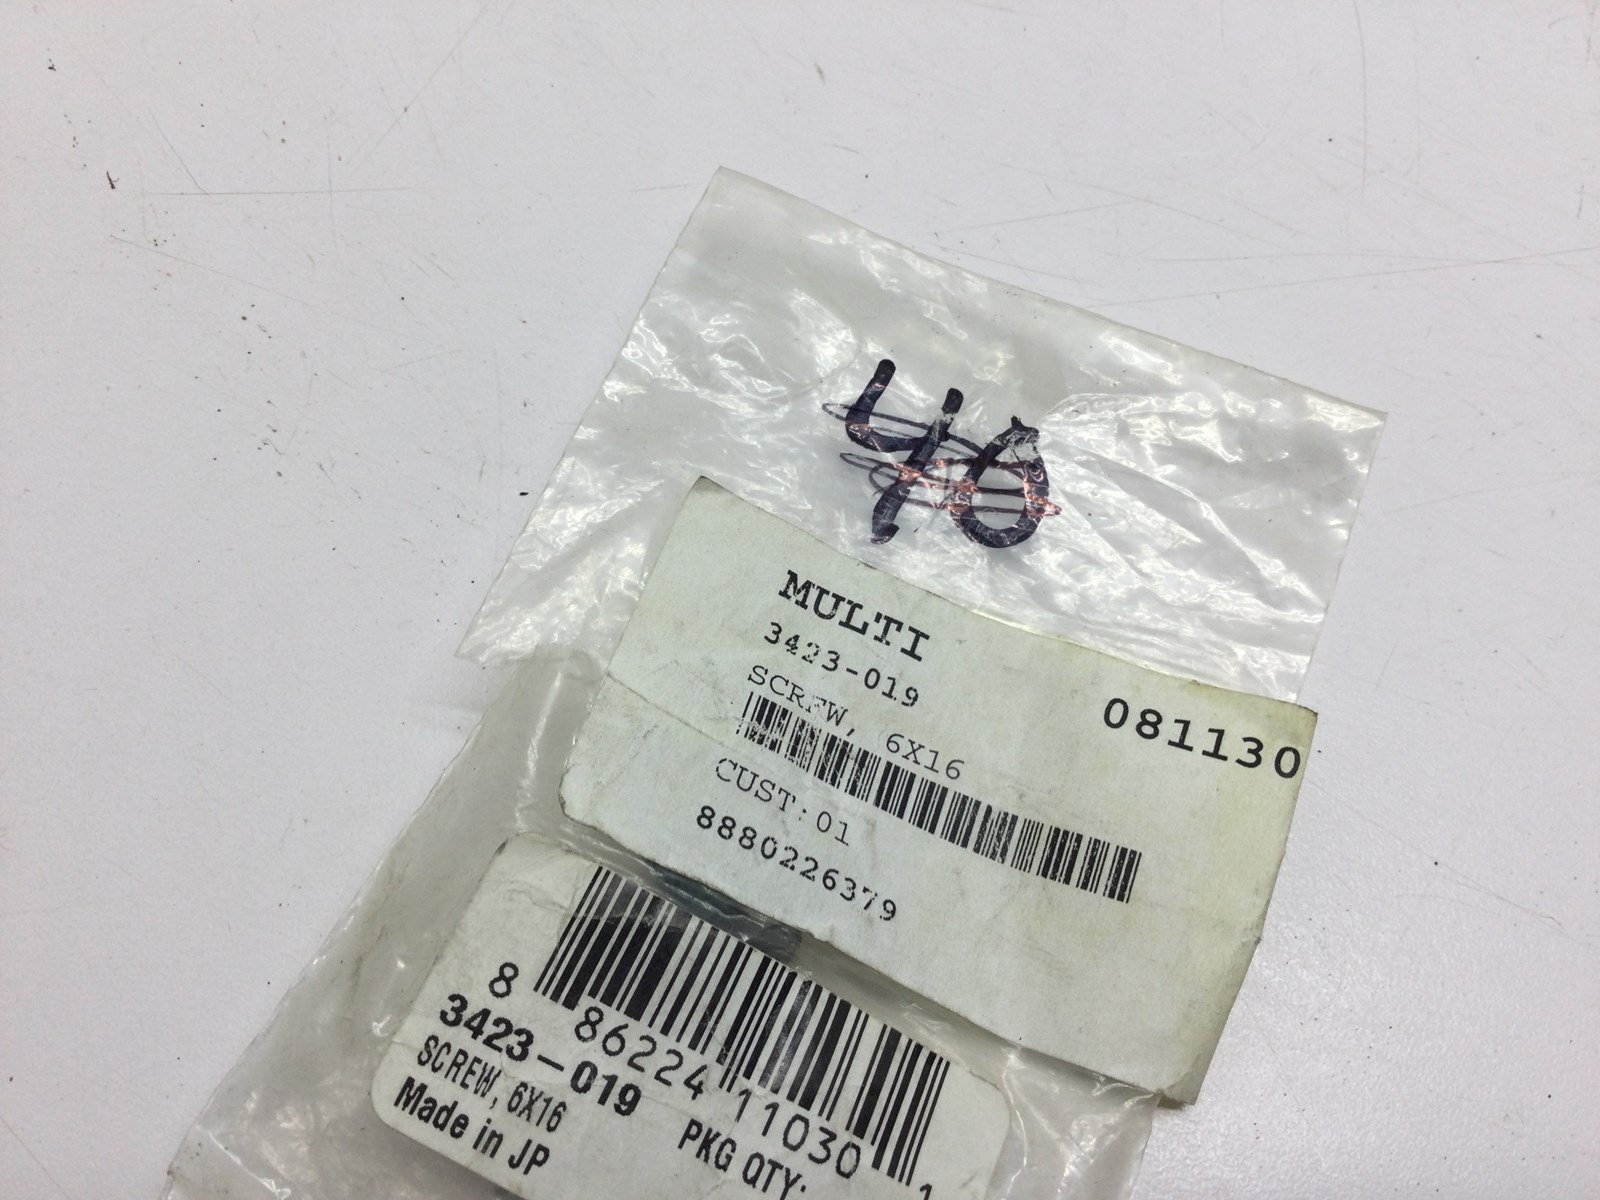 40
MULTI
3423-019
081130
SCREW, 6X16
CUST:01
8880226379
8 86224 11030 1
3423-019
SCREW, 6X16
PKG QTY:
Made in JP